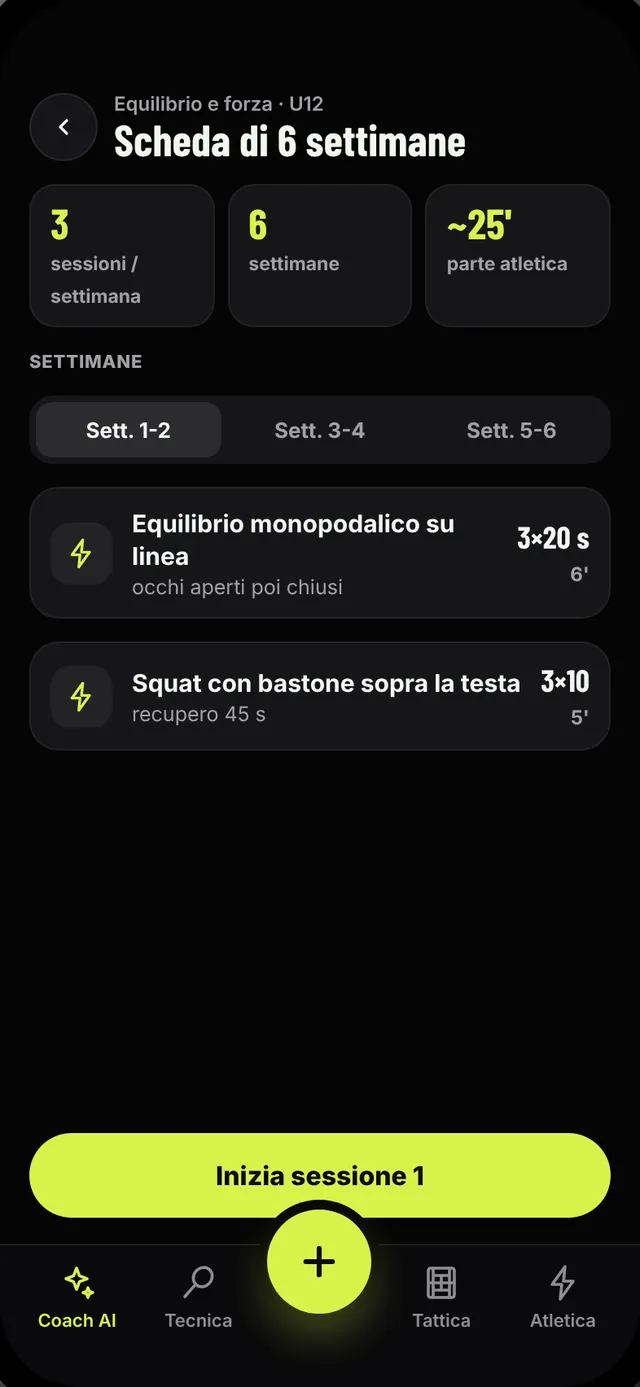 Equilibrio e forza · U12
Scheda di 6 settimane
3
sessioni /
settimana
6
settimane
~25'
parte atletica
SETTIMANE
Sett. 1-2
Sett. 3-4
Sett. 5-6
Equilibrio monopodalico su
linea
occhi aperti poi chiusi
3×20 s
6'
Squat con bastone sopra la testa
recupero 45 s
3×10
5'
Inizia sessione 1
Coach AI
Tecnica
Tattica
Atletica